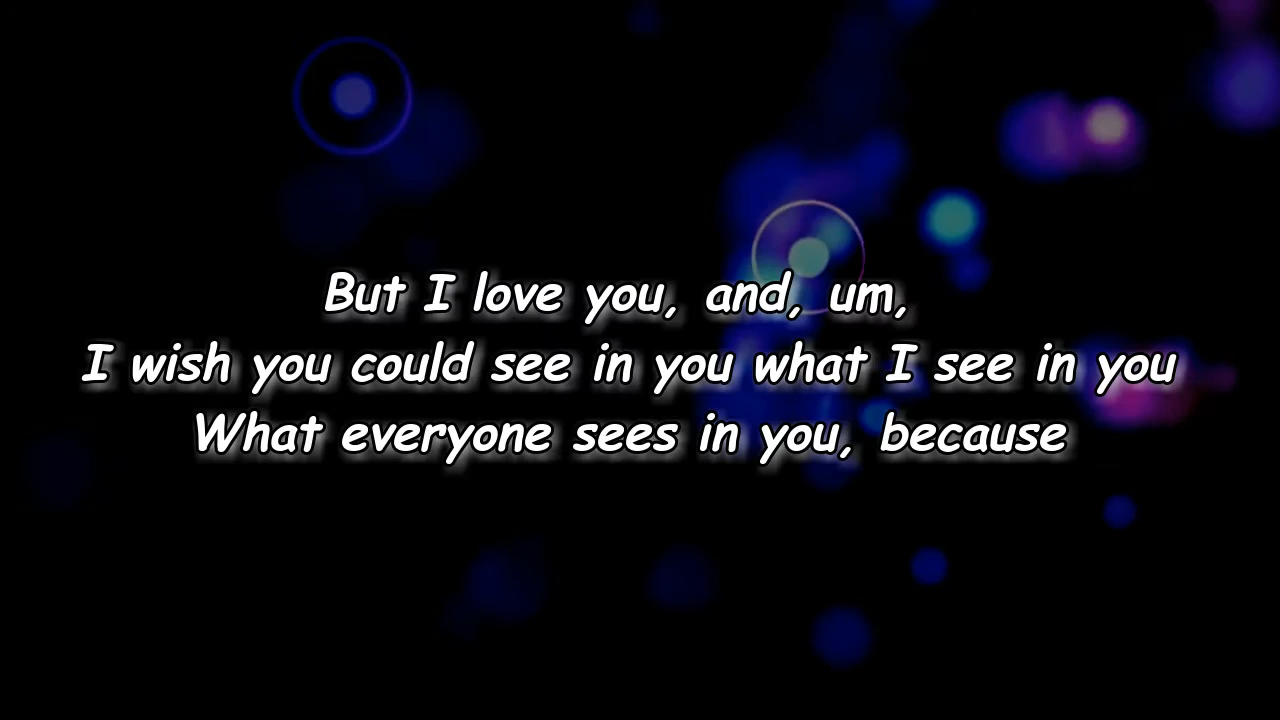 But I love you, and, um,
I wish you could see in you what I see in you
What everyone sees in you, because